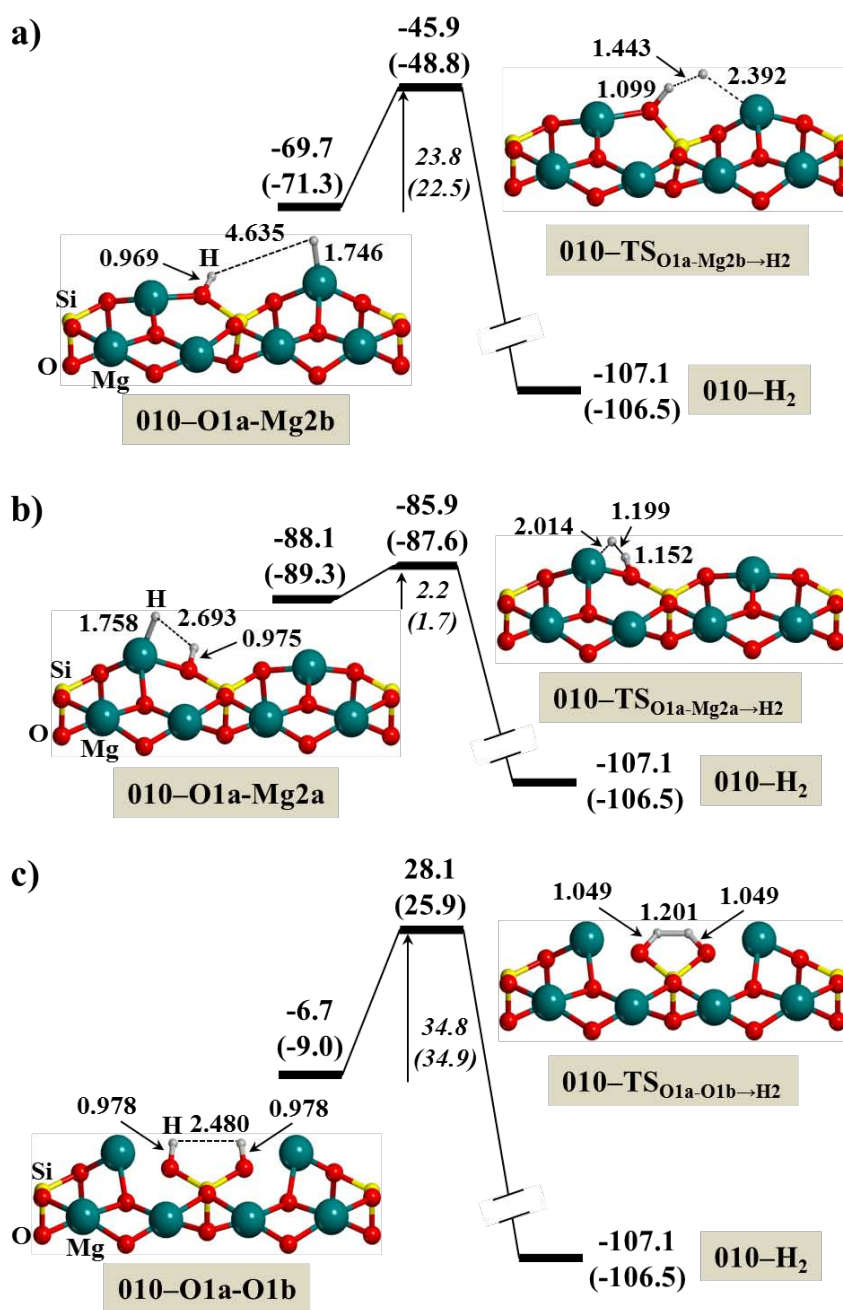 a)
-45.9
(-48.8)
1.443
2.392
1.099
-69.7
(-71.3)
23.8
(22.5)
4.635
0.969
H
1.746
Si
O
Mg
010–TSO1a-Mg2b→H2
-107.1
(-106.5)
010–H2
010–O1a-Mg2b
b)
-85.9
(-87.6)
1.199
2.014
1.152
-88.1
(-89.3)
2.2
(1.7)
H
2.693
1.758
0.975
Si
O
Mg
010–TSO1a-Mg2a→H2
-107.1
(-106.5)
010–H2
010–O1a-Mg2a
c)
28.1
(25.9)
1.049
1.201
1.049
-6.7
(-9.0)
34.8
(34.9)
010–TSO1a-O1b→H2
0.978
H
2.480
0.978
Si
O
Mg
-107.1
(-106.5)
010–H2
010–O1a-O1b